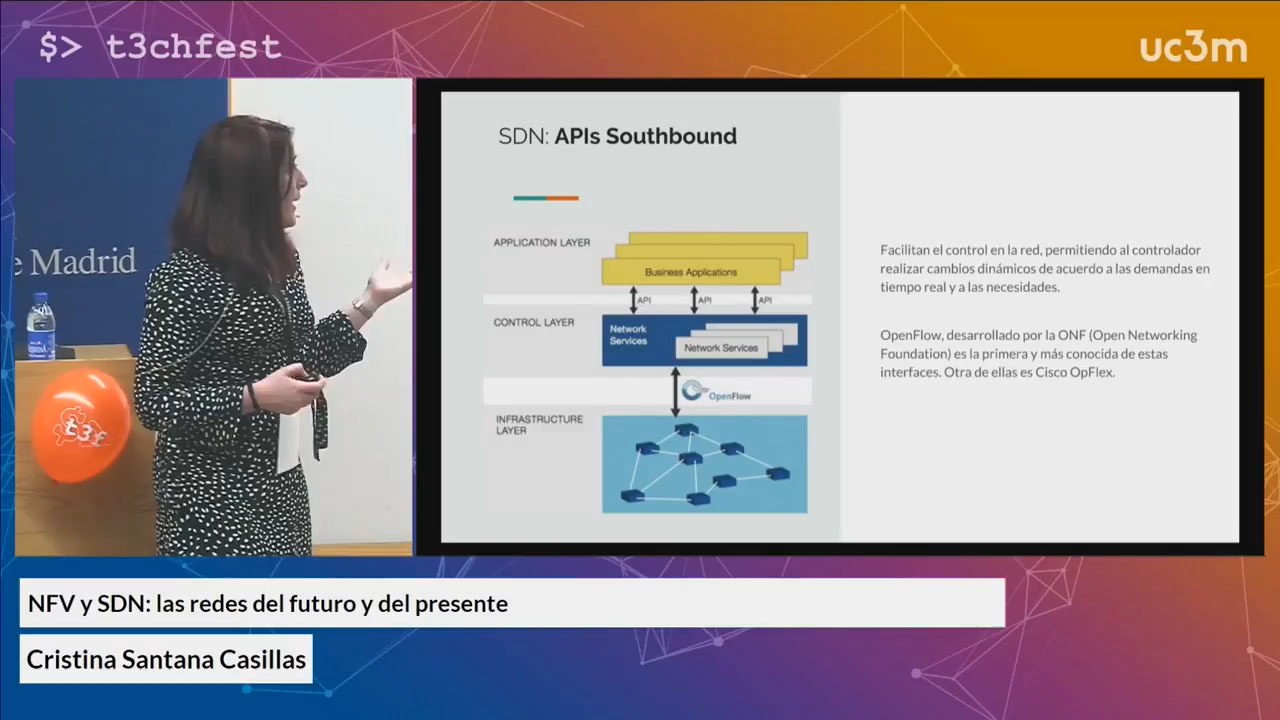 $> t3chfest
uc3m
e Madrid
t3f
SDN: APIs Southbound
APPLICATION LAYER
Business Applications
API
API
API
CONTROL LAYER
Network
Services
Network Services
OpenFlow
INFRASTRUCTURE
LAYER
Facilitan el control en la red, permitiendo al controlador
realizar cambios dinámicos de acuerdo a las demandas en
tiempo real y a las necesidades.
OpenFlow, desarrollado por la ONF (Open Networking
Foundation) es la primera y más conocida de estas
interfaces. Otra de ellas es Cisco OpFlex.
NFV y SDN: las redes del futuro y del presente
Cristina Santana Casillas